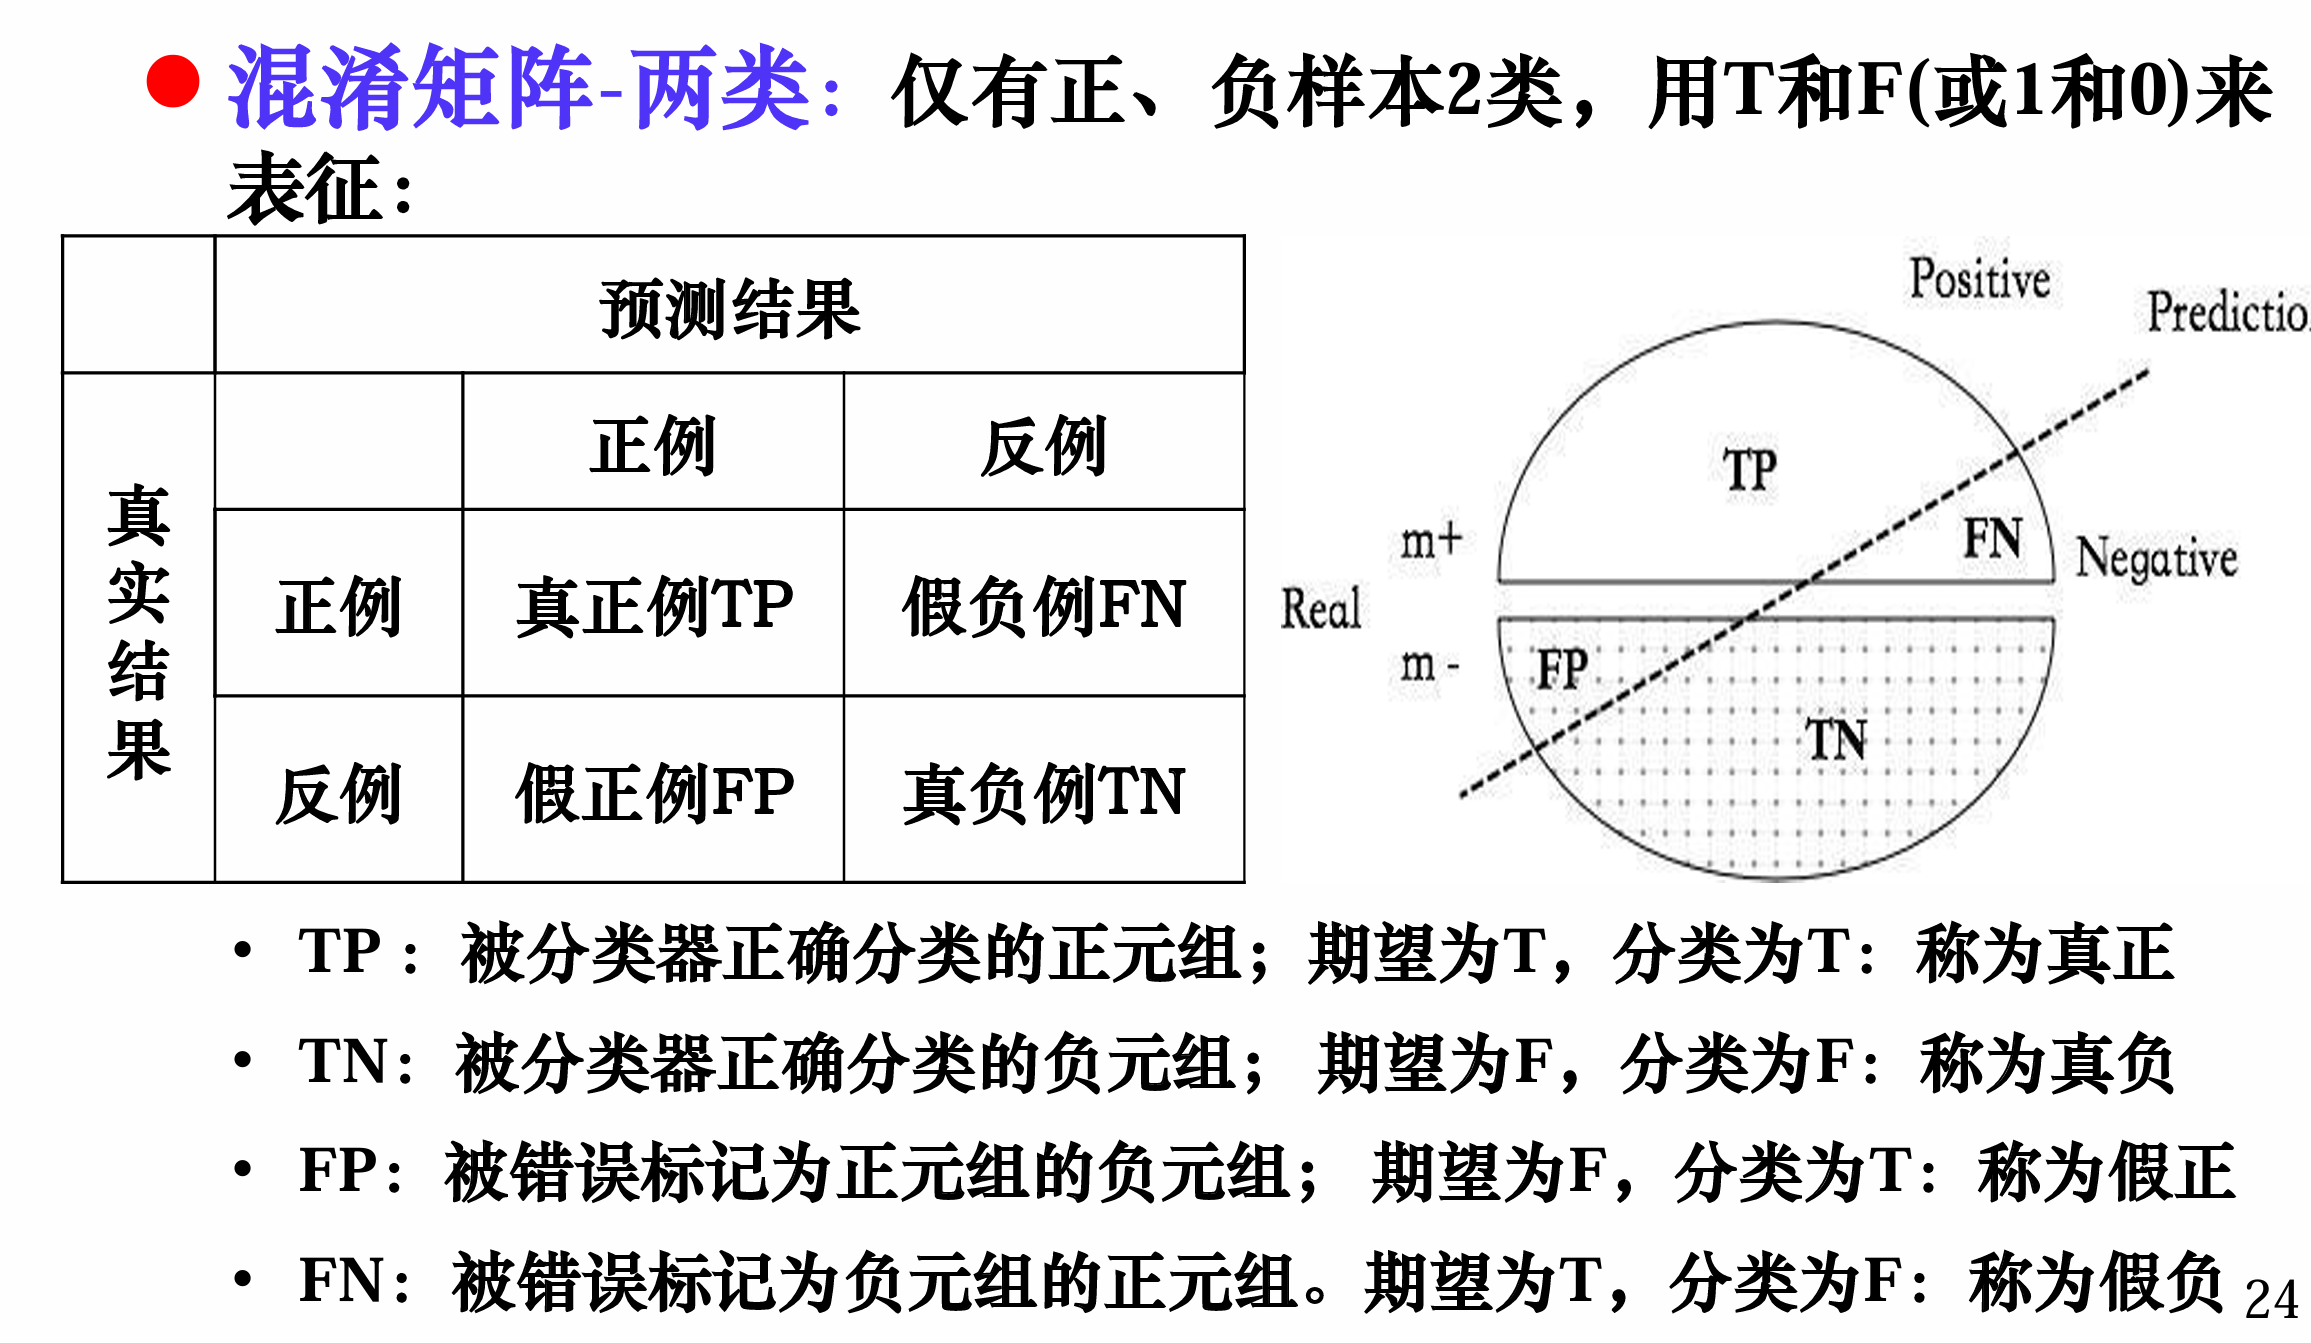 混淆矩阵-两类：仅有正、负样本2类，用T和F(或1和0)来
表征：
预测结果
正例 反例
真实结果
正例 真正例TP 假负例FN
反例 假正例FP 真负例TN
Positive
Predictio
TP
FN
m+
Negative
Real
m -
FP
TN
• TP：被分类器正确分类的正元组；期望为T，分类为T：称为真正
• TN：被分类器正确分类的负元组； 期望为F，分类为F：称为真负
• FP：被错误标记为正元组的负元组； 期望为F，分类为T：称为假正
• FN：被错误标记为负元组的正元组。期望为T，分类为F：称为假负
24